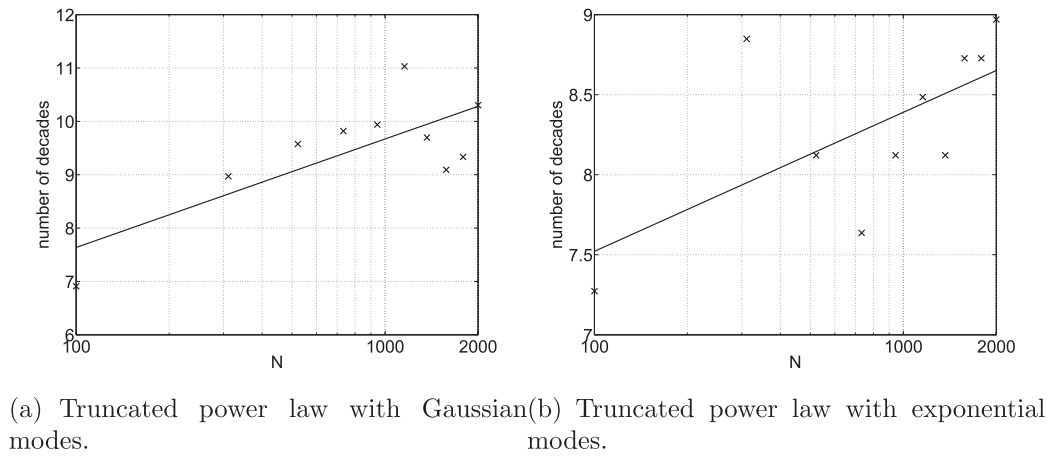 12
11
10
9
8
7
6
100
1000
2000
N
number of decades
9
8.5
8
7.5
7
100
1000
2000
N
number of decades
(a) Truncated power law with Gaussian
modes.
(b) Truncated power law with exponential
modes.